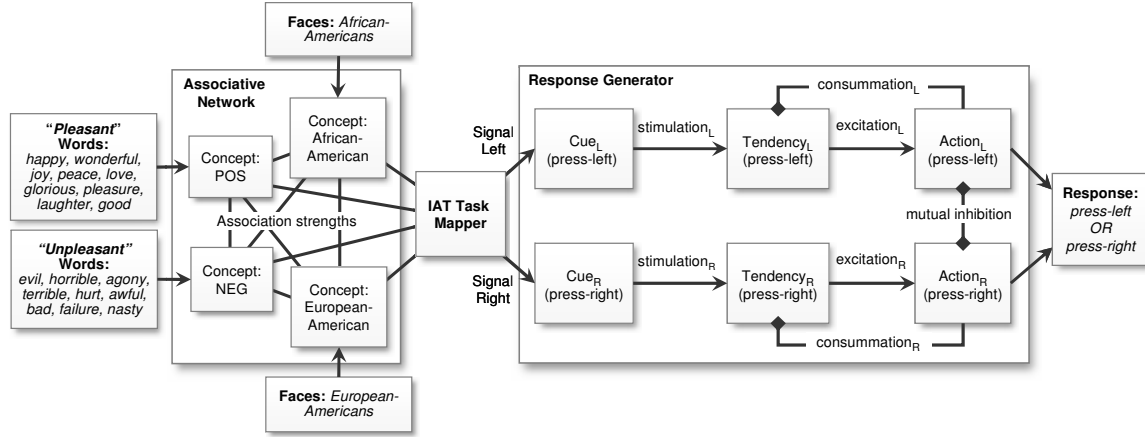 Faces: African-
Americans
Associative
Network
Response Generator
"Pleasant"
Words:
happy, wonderful,
joy, peace, love,
glorious, pleasure,
laughter, good
Concept:
POS
Concept:
African-
American
Association strengths
"Unpleasant"
Words:
evil, horrible, agony,
terrible, hurt, awful,
bad, failure, nasty
Concept:
NEG
Concept:
European-
American
Faces: European-
Americans
IAT Task
Mapper
Signal
Left
Signal
Right
Cue_L
(press-left)
stimulation_L
Tendency_L
(press-left)
excitation_L
Action_L
(press-left)
consummation_L
mutual inhibition
Cue_R
(press-right)
stimulation_R
Tendency_R
(press-right)
excitation_R
Action_R
(press-right)
consummation_R
Response:
press-left
OR
press-right